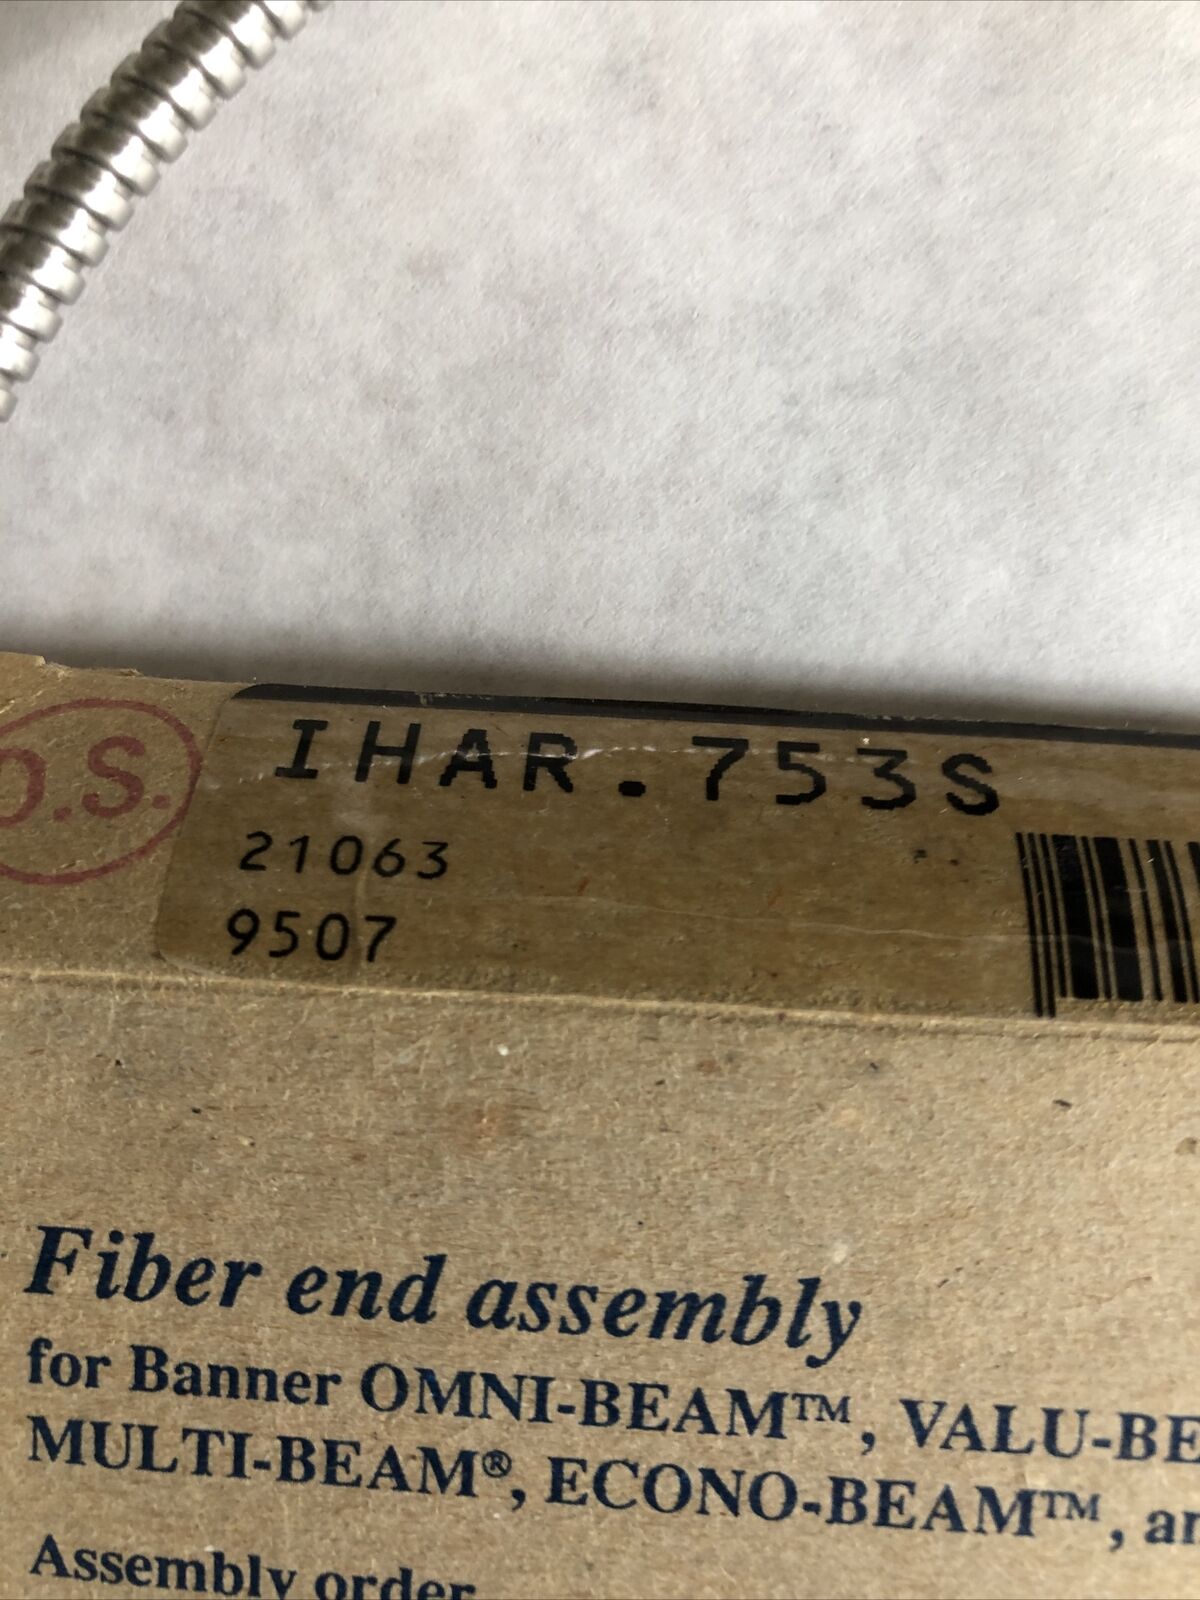 O.S.
IHAR.753S
21063
9507
Fiber end assembly
for Banner OMNI-BEAM™, VALU-BE
MULTI-BEAM®, ECONO-BEAM™, an
Assembly order